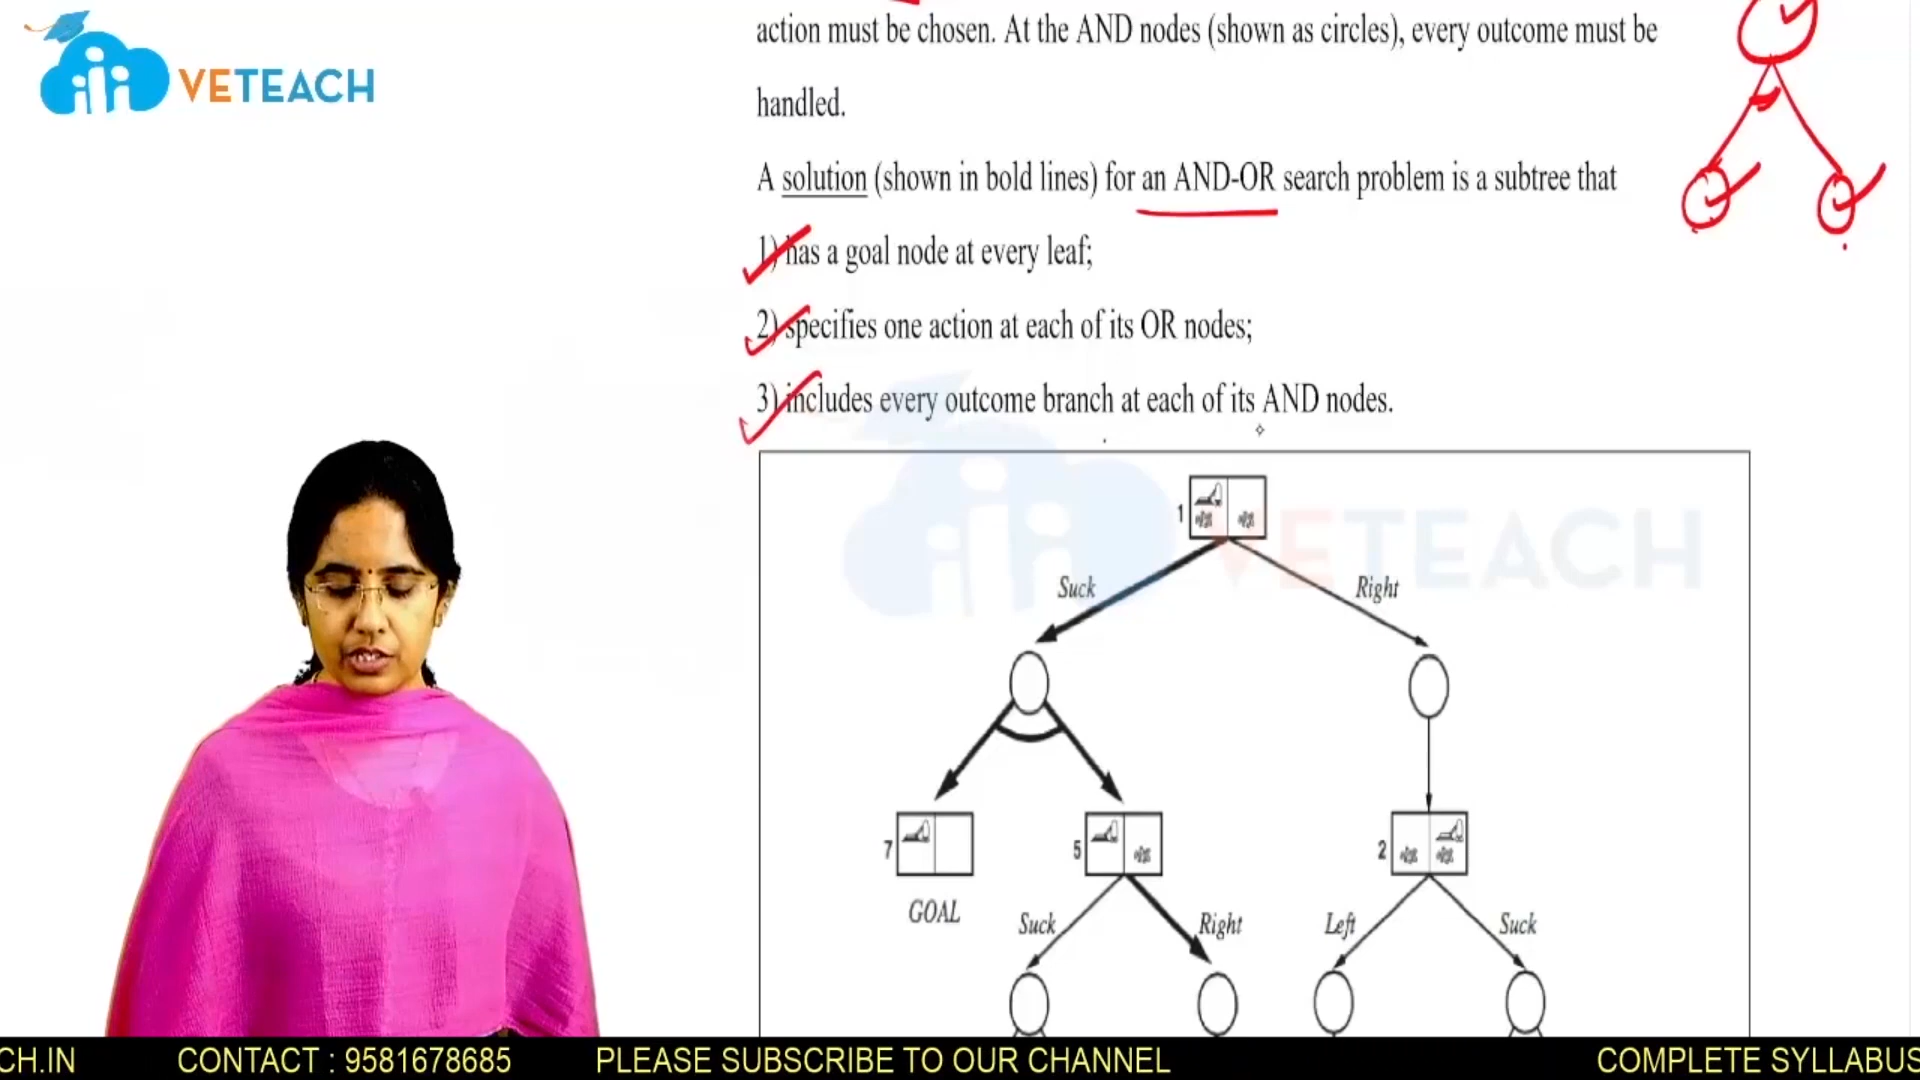 VETEACH
action must be chosen. At the AND nodes (shown as circles), every outcome must be
handled.
A solution (shown in bold lines) for an AND-OR search problem is a subtree that
1) has a goal node at every leaf;
2) specifies one action at each of its OR nodes;
3) includes every outcome branch at each of its AND nodes.
VETEACH
1
Suck Right
7 5 2
GOAL
Suck Right Left Suck
CH.IN CONTACT : 9581678685 PLEASE SUBSCRIBE TO OUR CHANNEL COMPLETE SYLLABUS